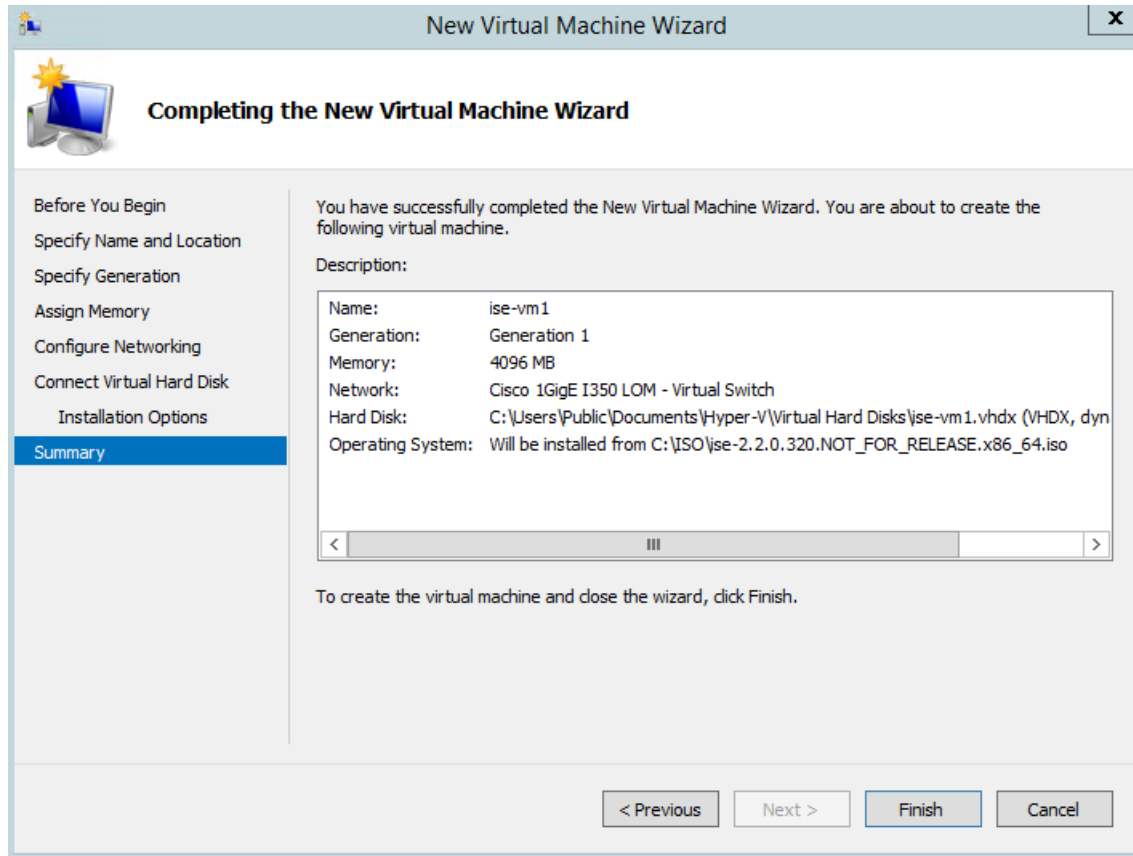 New Virtual Machine Wizard
x
Completing the New Virtual Machine Wizard
Before You Begin
Specify Name and Location
Specify Generation
Assign Memory
Configure Networking
Connect Virtual Hard Disk
Installation Options
Summary
You have successfully completed the New Virtual Machine Wizard. You are about to create the
following virtual machine.
Description:
Name: ise-vm1
Generation: Generation 1
Memory: 4096 MB
Network: Cisco 1GigE I350 LOM - Virtual Switch
Hard Disk: C:\Users\Public\Documents\Hyper-V\Virtual Hard Disks\ise-vm1.vhdx (VHDX, dyn
Operating System: Will be installed from C:\ISO\ise-2.2.0.320.NOT_FOR_RELEASE.x86_64.iso
To create the virtual machine and close the wizard, click Finish.
< Previous Next > Finish Cancel